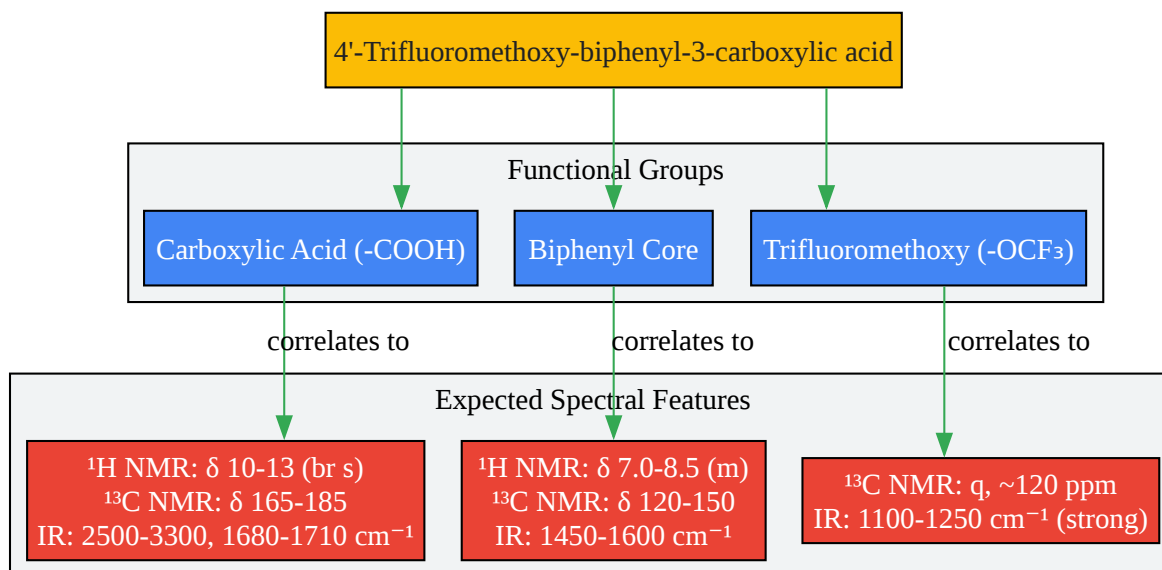 4'-Trifluoromethoxy-biphenyl-3-carboxylic acid
Functional Groups
Carboxylic Acid (-COOH)
Biphenyl Core
Trifluoromethoxy (-OCF₃)
correlates to
correlates to
correlates to
Expected Spectral Features
¹H NMR: δ 10-13 (br s)
¹³C NMR: δ 165-185
IR: 2500-3300, 1680-1710 cm⁻¹
¹H NMR: δ 7.0-8.5 (m)
¹³C NMR: δ 120-150
IR: 1450-1600 cm⁻¹
¹³C NMR: q, ~120 ppm
IR: 1100-1250 cm⁻¹ (strong)